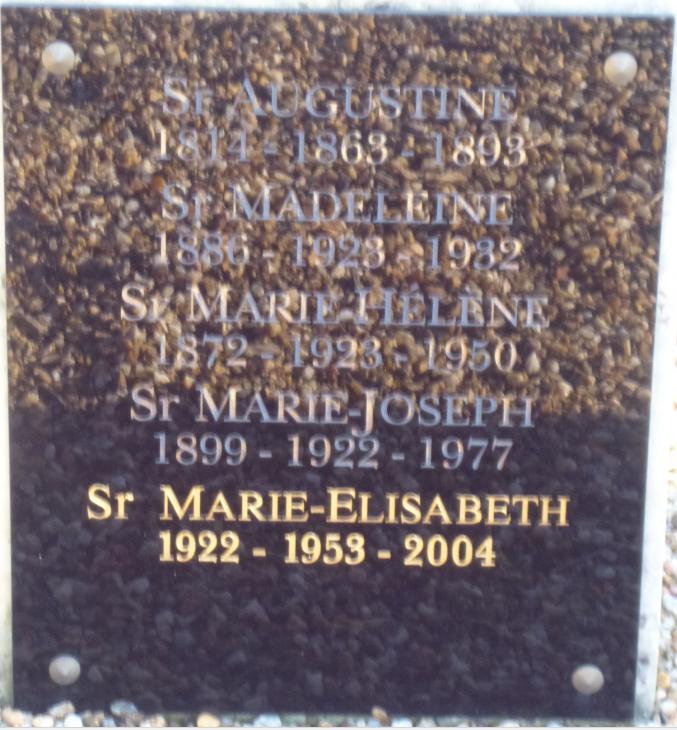 Sr AUGUSTINE
1814 - 1863 - 1893
Sr MADELEINE
1886 - 1923 - 1932
Sr MARIE-HÉLÈNE
1872 - 1923 - 1950
Sr MARIE-JOSEPH
1899 - 1922 - 1977
Sr MARIE-ELISABETH
1922 - 1953 - 2004